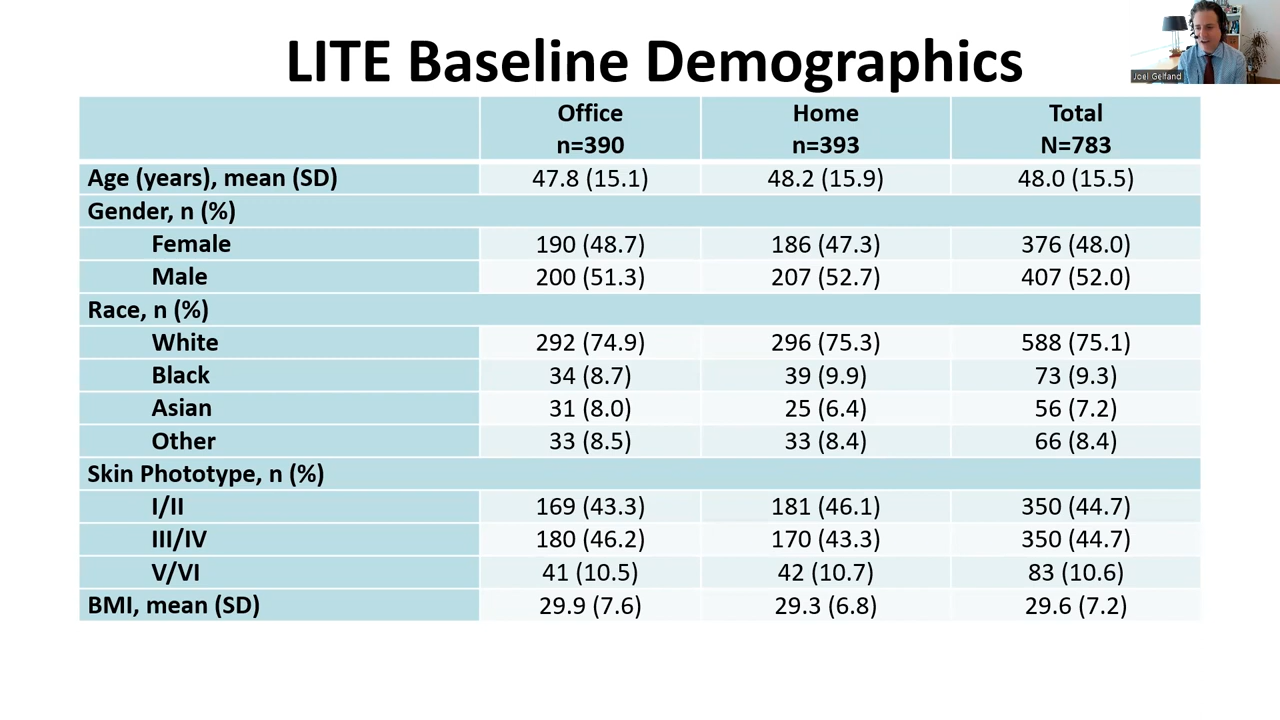 LITE Baseline Demographics
Joel Gelfand
Office Home Total
n=390 n=393 N=783
Age (years), mean (SD) 47.8 (15.1) 48.2 (15.9) 48.0 (15.5)
Gender, n (%)
Female 190 (48.7) 186 (47.3) 376 (48.0)
Male 200 (51.3) 207 (52.7) 407 (52.0)
Race, n (%)
White 292 (74.9) 296 (75.3) 588 (75.1)
Black 34 (8.7) 39 (9.9) 73 (9.3)
Asian 31 (8.0) 25 (6.4) 56 (7.2)
Other 33 (8.5) 33 (8.4) 66 (8.4)
Skin Phototype, n (%)
I/II 169 (43.3) 181 (46.1) 350 (44.7)
III/IV 180 (46.2) 170 (43.3) 350 (44.7)
V/VI 41 (10.5) 42 (10.7) 83 (10.6)
BMI, mean (SD) 29.9 (7.6) 29.3 (6.8) 29.6 (7.2)